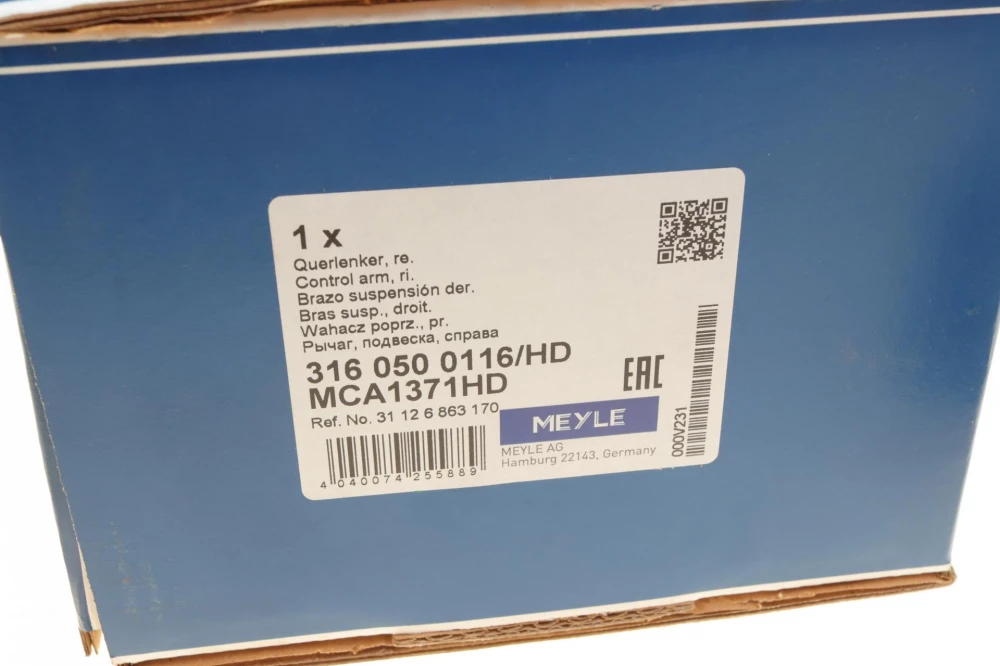 1 x
Querlenker, re.
Control arm, ri.
Brazo suspensión der.
Bras susp., droit.
Wahacz poprz., pr.
Рычаг, подвеска, справа
316 050 0116/HD
MCA1371HD
EAC
Ref. No. 31 12 6 863 170
MEYLE
MEYLE AG
Hamburg 22143, Germany
4 040074 255889
000V231